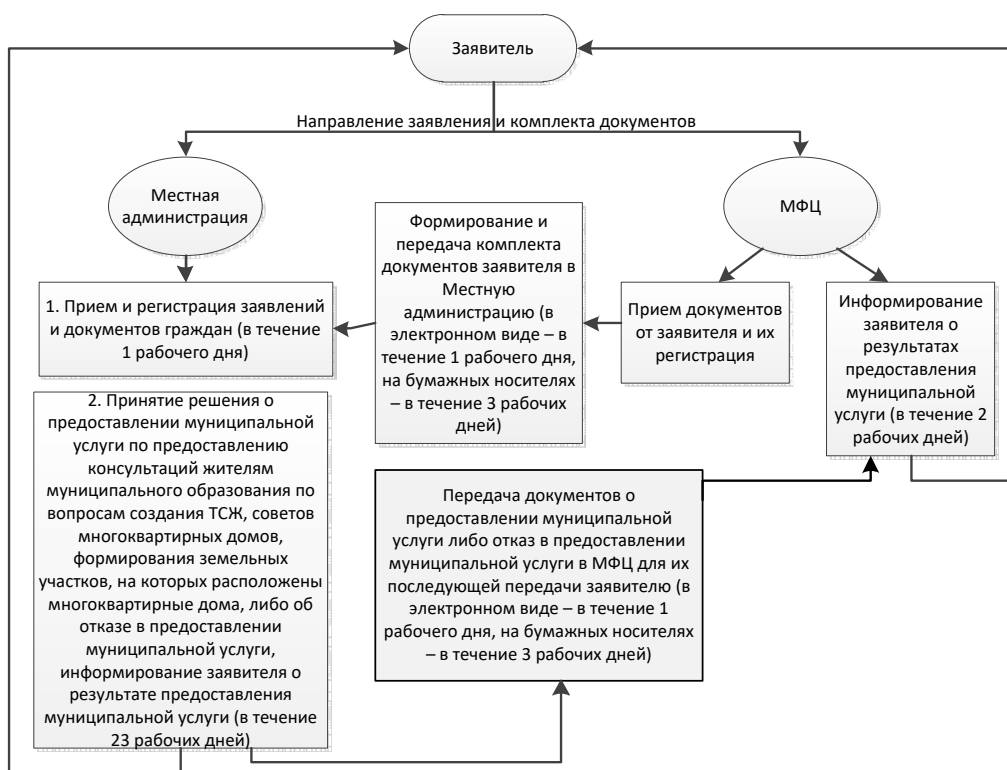 Заявитель
Направление заявления и комплекта документов
Местная
администрация
МФЦ
Формирование и
передача комплекта
документов заявителя в
Местную
администрацию (в
электронном виде – в
течение 1 рабочего дня,
на бумажных носителях
– в течение 3 рабочих
дней)
1. Прием и регистрация заявлений
и документов граждан (в течение
1 рабочего дня)
Прием документов
от заявителя и их
регистрация
Информирование
заявителя о
результатах
предоставления
муниципальной
услуги (в течение 2
рабочих дней)
2. Принятие решения о
предоставлении муниципальной
услуги по предоставлению
консультаций жителям
муниципального образования по
вопросам создания ТСЖ, советов
многоквартирных домов,
формирования земельных
участков, на которых расположены
многоквартирные дома, либо об
отказе в предоставлении
муниципальной услуги,
информирование заявителя о
результате предоставления
муниципальной услуги (в течение
23 рабочих дней)
Передача документов о
предоставлении муниципальной
услуги либо отказ в предоставлении
муниципальной услуги в МФЦ для их
последующей передачи заявителю (в
электронном виде – в течение 1
рабочего дня, на бумажных носителях
– в течение 3 рабочих дней)